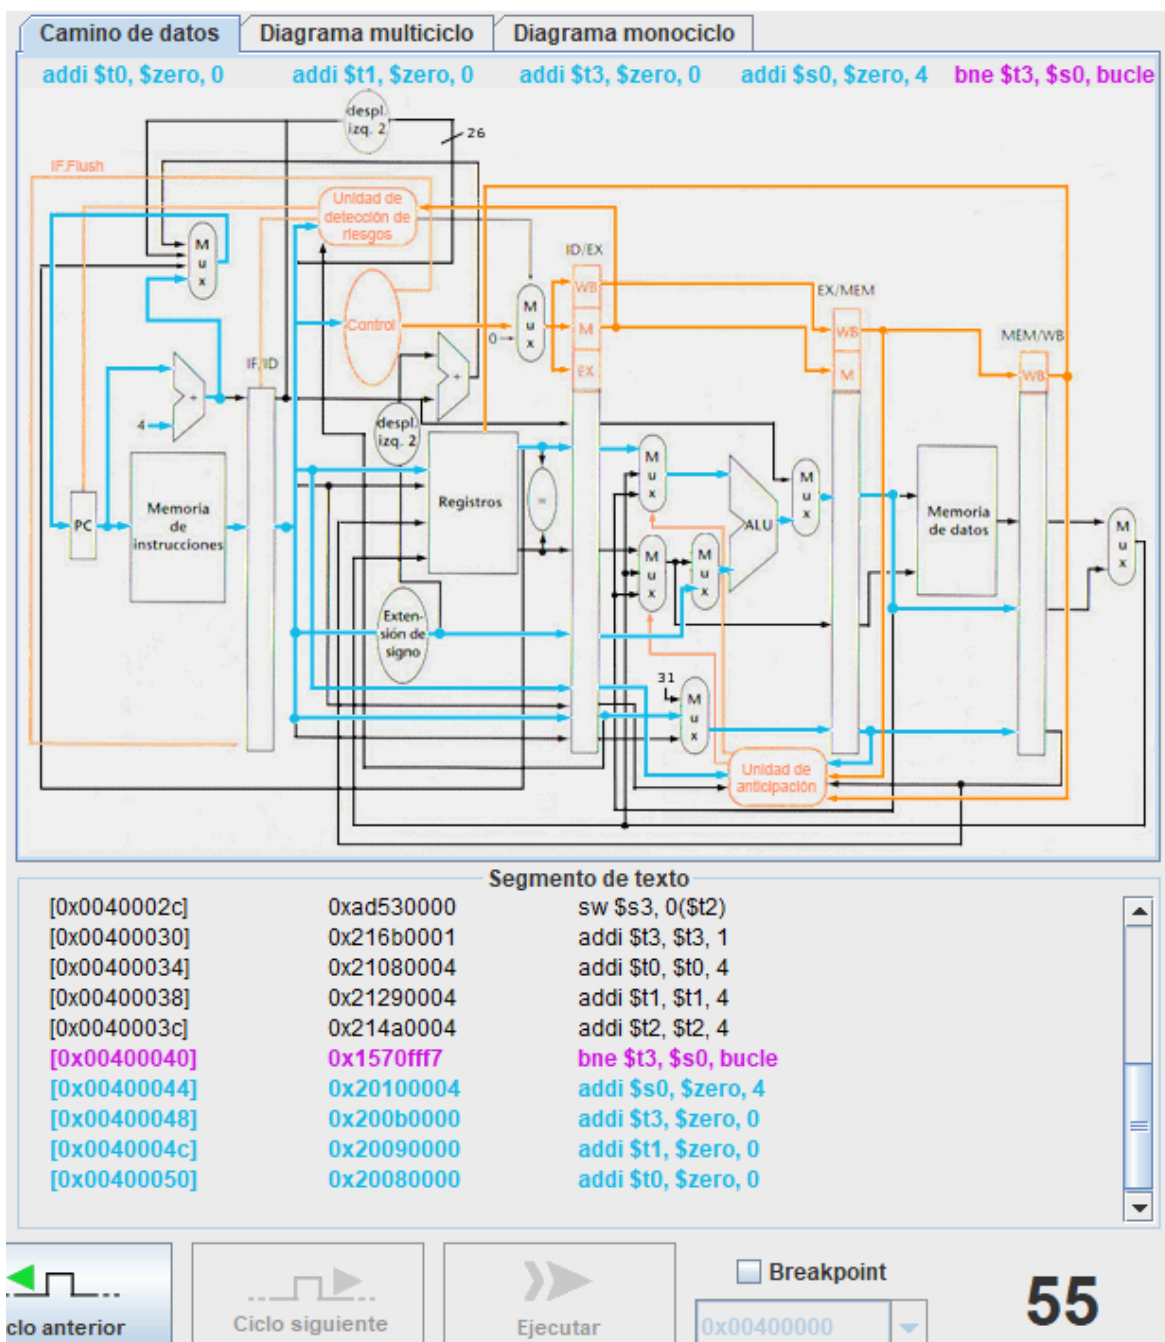 Camino de datos Diagrama multiciclo Diagrama monociclo
addi $t0, $zero, 0 addi $t1, $zero, 0 addi $t3, $zero, 0 addi $s0, $zero, 4 bne $t3, $s0, bucle
despl.
izq. 2
26
IF.Flush
Unidad de
detección de
riesgos
M
u
x
ID/EX
WB
M
EX
Control
0
M
u
x
EX/MEM
WB
M
MEM/WB
WB
IF/ID
+
4
+
despl.
izq. 2
PC
Memoria
de
instrucciones
Registros
=
M
u
x
M
u
x
M
u
x
ALU
M
u
x
Memoria
de datos
M
u
x
Exten-
sión de
signo
31
M
u
x
Unidad de
anticipación
Segmento de texto
[0x0040002c] 0xad530000 sw $s3, 0($t2)
[0x00400030] 0x216b0001 addi $t3, $t3, 1
[0x00400034] 0x21080004 addi $t0, $t0, 4
[0x00400038] 0x21290004 addi $t1, $t1, 4
[0x0040003c] 0x214a0004 addi $t2, $t2, 4
[0x00400040] 0x1570fff7 bne $t3, $s0, bucle
[0x00400044] 0x20100004 addi $s0, $zero, 4
[0x00400048] 0x200b0000 addi $t3, $zero, 0
[0x0040004c] 0x20090000 addi $t1, $zero, 0
[0x00400050] 0x20080000 addi $t0, $zero, 0
clo anterior
Ciclo siguiente
Ejecutar
Breakpoint
0x00400000
55